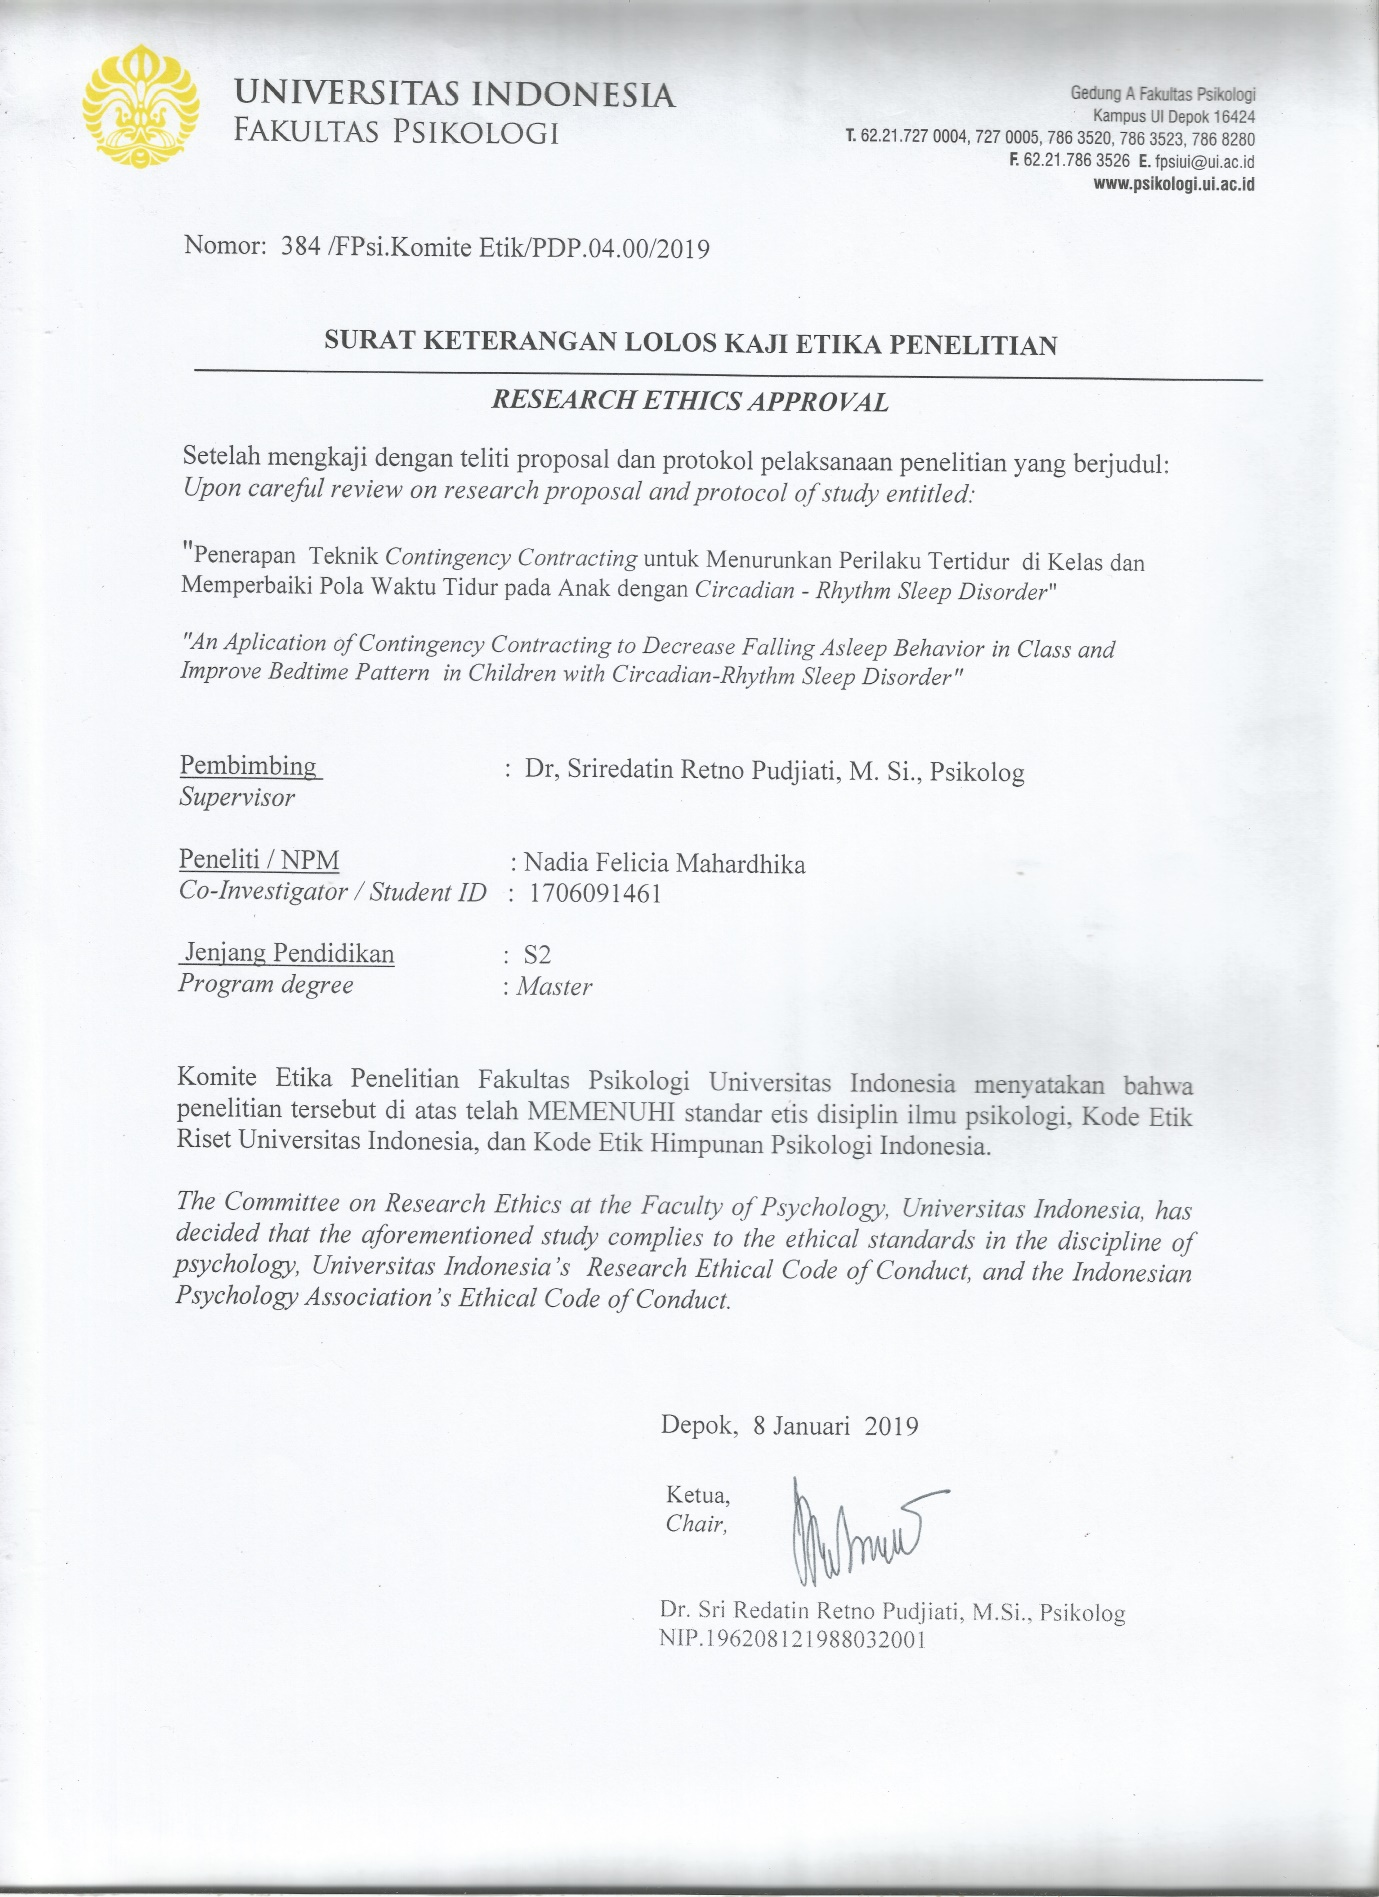 UNIVERSITAS INDONESIA
FAKULTAS PSIKOLOGI
Gedung A Fakultas Psikologi
Kampus UI Depok 16424
T. 62.21.727 0004, 727 0005, 786 3520, 786 3523, 786 8280
F. 62.21.786 3526 E. fpsiui@ui.ac.id
www.psikologi.ui.ac.id
Nomor: 384 /FPsi.Komite Etik/PDP.04.00/2019
SURAT KETERANGAN LOLOS KAJI ETIKA PENELITIAN
RESEARCH ETHICS APPROVAL
Setelah mengkaji dengan teliti proposal dan protokol pelaksanaan penelitian yang berjudul:
Upon careful review on research proposal and protocol of study entitled:
"Penerapan Teknik Contingency Contracting untuk Menurunkan Perilaku Tertidur di Kelas dan
Memperbaiki Pola Waktu Tidur pada Anak dengan Circadian - Rhythm Sleep Disorder"
"An Aplication of Contingency Contracting to Decrease Falling Asleep Behavior in Class and
Improve Bedtime Pattern in Children with Circadian-Rhythm Sleep Disorder"
Pembimbing : Dr, Sriredatin Retno Pudjiati, M. Si., Psikolog
Supervisor
Peneliti / NPM : Nadia Felicia Mahardhika
Co-Investigator / Student ID : 1706091461
Jenjang Pendidikan : S2
Program degree : Master
Komite Etika Penelitian Fakultas Psikologi Universitas Indonesia menyatakan bahwa
penelitian tersebut di atas telah MEMENUHI standar etis disiplin ilmu psikologi, Kode Etik
Riset Universitas Indonesia, dan Kode Etik Himpunan Psikologi Indonesia.
The Committee on Research Ethics at the Faculty of Psychology, Universitas Indonesia, has
decided that the aforementioned study complies to the ethical standards in the discipline of
psychology, Universitas Indonesia’s Research Ethical Code of Conduct, and the Indonesian
Psychology Association’s Ethical Code of Conduct.
Depok, 8 Januari 2019
Ketua,
Chair,
Dr. Sri Redatin Retno Pudjiati, M.Si., Psikolog
NIP.196208121988032001